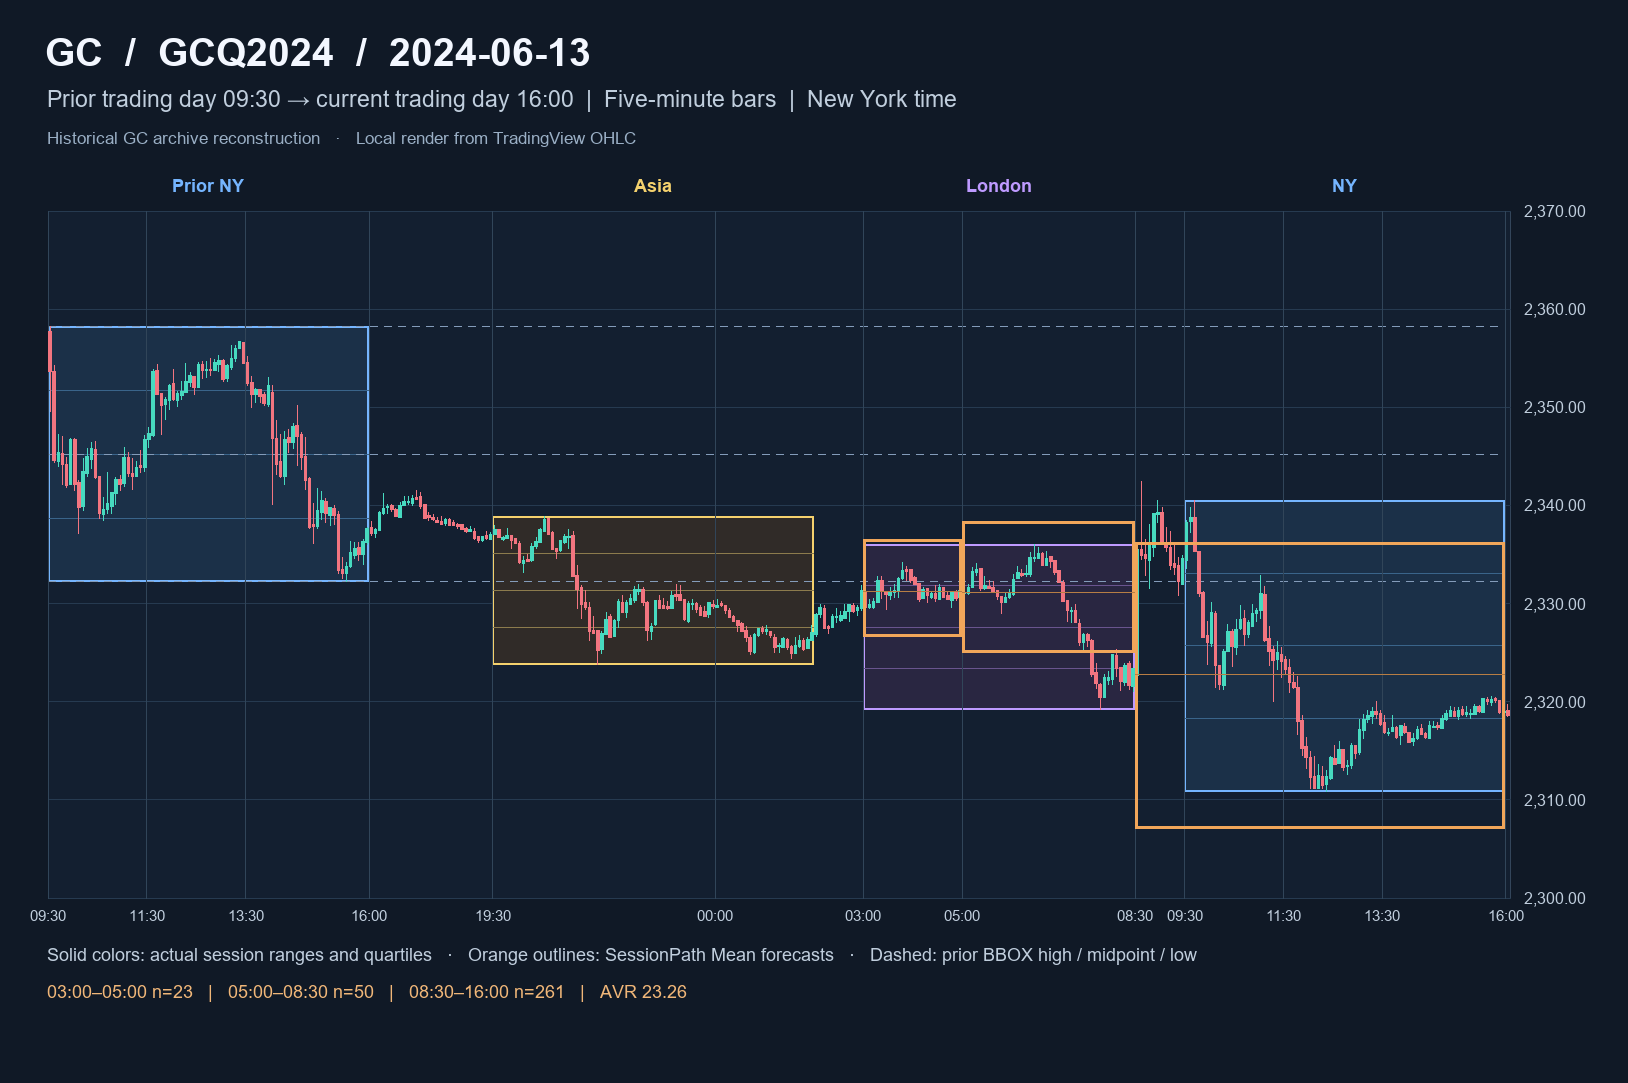 GC / GCQ2024 / 2024-06-13
Prior trading day 09:30 → current trading day 16:00 | Five-minute bars | New York time
Historical GC archive reconstruction · Local render from TradingView OHLC
Prior NY Asia London NY
2,370.00
2,360.00
2,350.00
2,340.00
2,330.00
2,320.00
2,310.00
2,300.00
09:30 11:30 13:30 16:00 19:30 00:00 03:00 05:00 08:30 09:30 11:30 13:30 16:00
Solid colors: actual session ranges and quartiles · Orange outlines: SessionPath Mean forecasts · Dashed: prior BBOX high / midpoint / low
03:00–05:00 n=23 | 05:00–08:30 n=50 | 08:30–16:00 n=261 | AVR 23.26